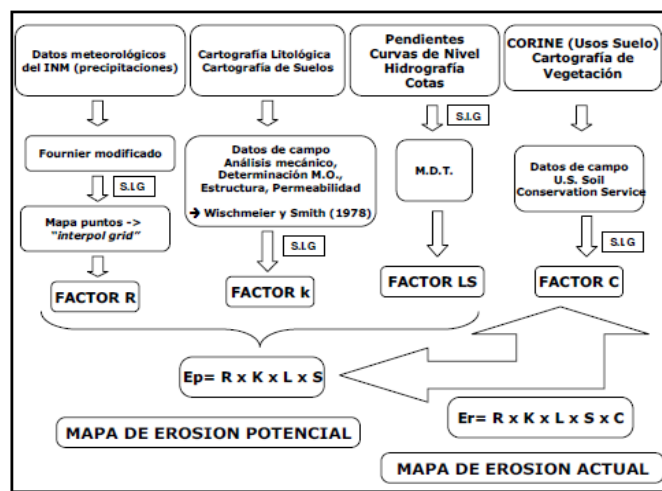 Datos meteorológicos
del INM (precipitaciones)
Fournier modificado
S.I.G
Mapa puntos ->
"interpol grid"
FACTOR R
Cartografía Litológica
Cartografía de Suelos
Datos de campo
Análisis mecánico,
Determinación M.O.,
Estructura, Permeabilidad
➔ Wischmeier y Smith (1978)
S.I.G
FACTOR k
Pendientes
Curvas de Nivel
Hidrografía
Cotas
S.I.G
M.D.T.
FACTOR LS
CORINE (Usos Suelo)
Cartografía de
Vegetación
Datos de campo
U.S. Soil
Conservation Service
S.I.G
FACTOR C
Ep= R x K x L x S
Er= R x K x L x S x C
MAPA DE EROSION POTENCIAL
MAPA DE EROSION ACTUAL